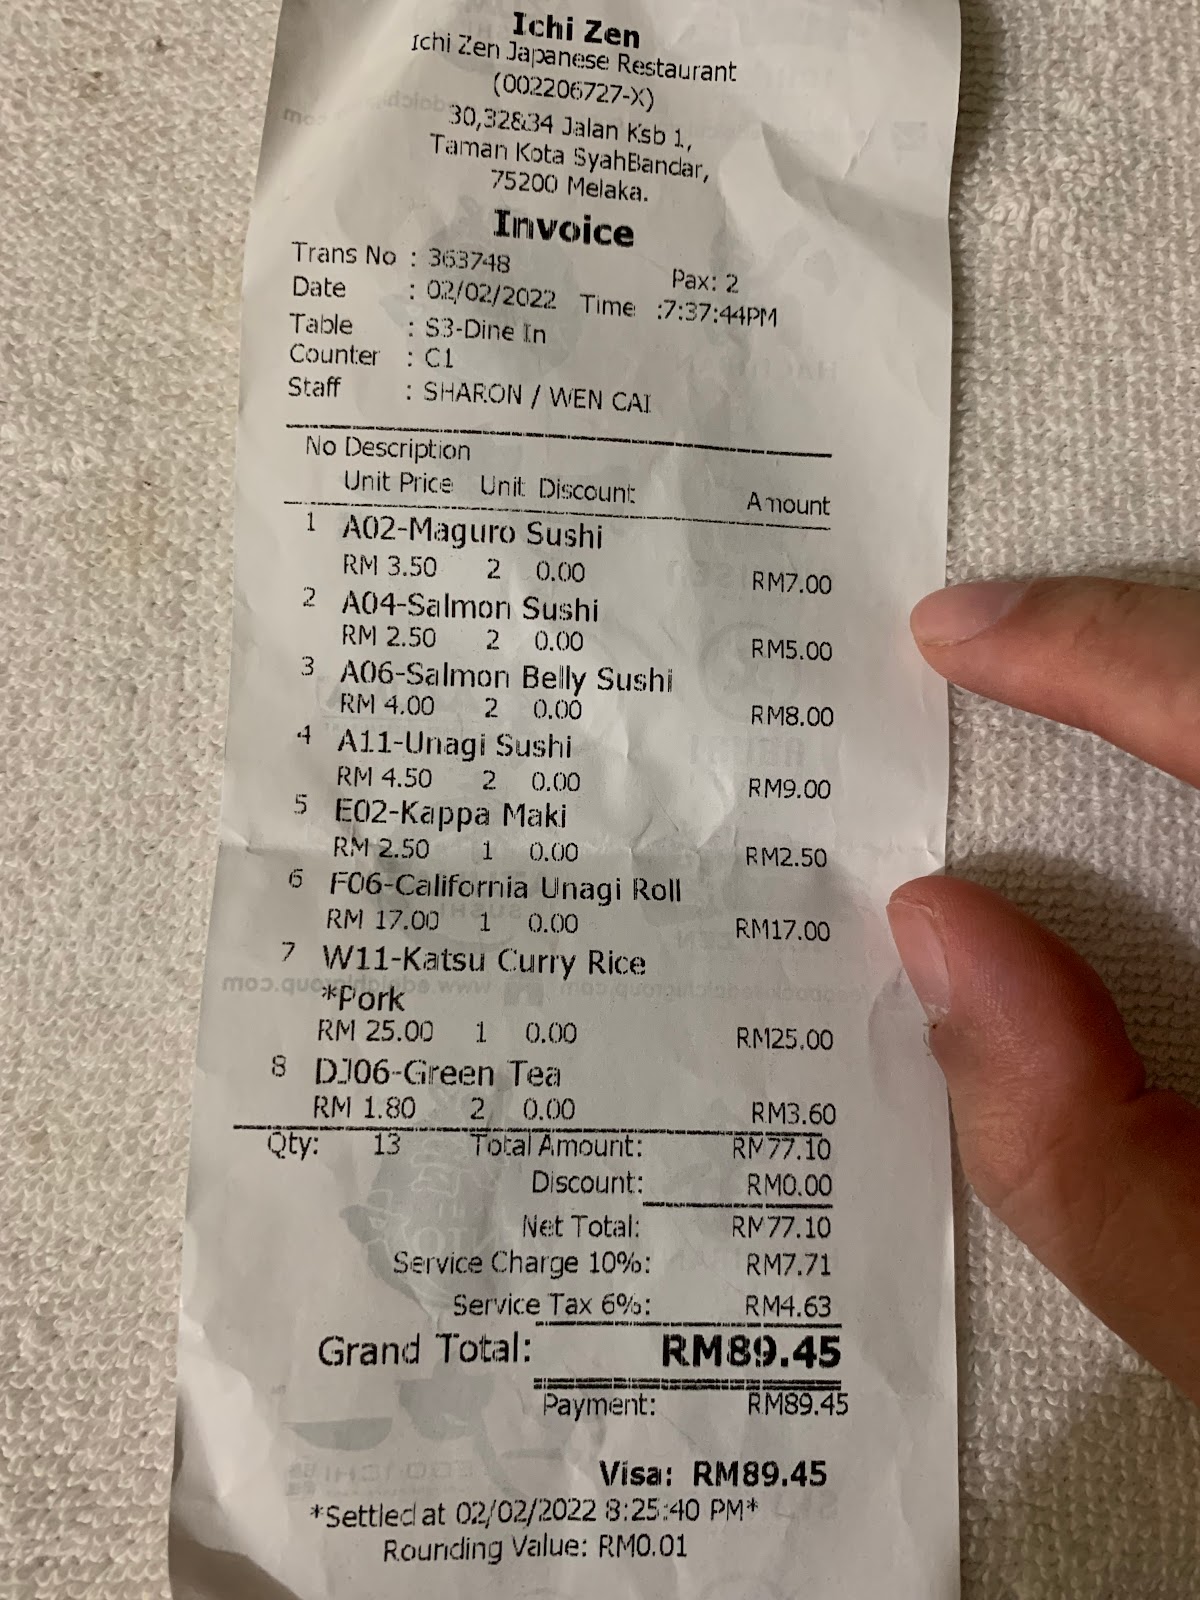 Ichi Zen
Ichi Zen Japanese Restaurant
(002206727-X)
30,32&34 Jalan Ksb 1,
Taman Kota SyahBandar,
75200 Melaka.
Invoice
Trans No : 363748 Pax: 2
Date : 02/02/2022 Time :7:37:44PM
Table : S3-Dine In
Counter : C1
Staff : SHARON / WEN CAI
No Description
Unit Price Unit Discount Amount
1 A02-Maguro Sushi
RM 3.50 2 0.00 RM7.00
2 A04-Salmon Sushi
RM 2.50 2 0.00 RM5.00
3 A06-Salmon Belly Sushi
RM 4.00 2 0.00 RM8.00
4 A11-Unagi Sushi
RM 4.50 2 0.00 RM9.00
5 E02-Kappa Maki
RM 2.50 1 0.00 RM2.50
6 F06-California Unagi Roll
RM 17.00 1 0.00 RM17.00
7 W11-Katsu Curry Rice
*Pork
RM 25.00 1 0.00 RM25.00
8 DJ06-Green Tea
RM 1.80 2 0.00 RM3.60
Qty: 13 Total Amount: RM77.10
Discount: RM0.00
Net Total: RM77.10
Service Charge 10%: RM7.71
Service Tax 6%: RM4.63
Grand Total: RM89.45
Payment: RM89.45
Visa: RM89.45
*Settled at 02/02/2022 8:25:40 PM*
Rounding Value: RM0.01